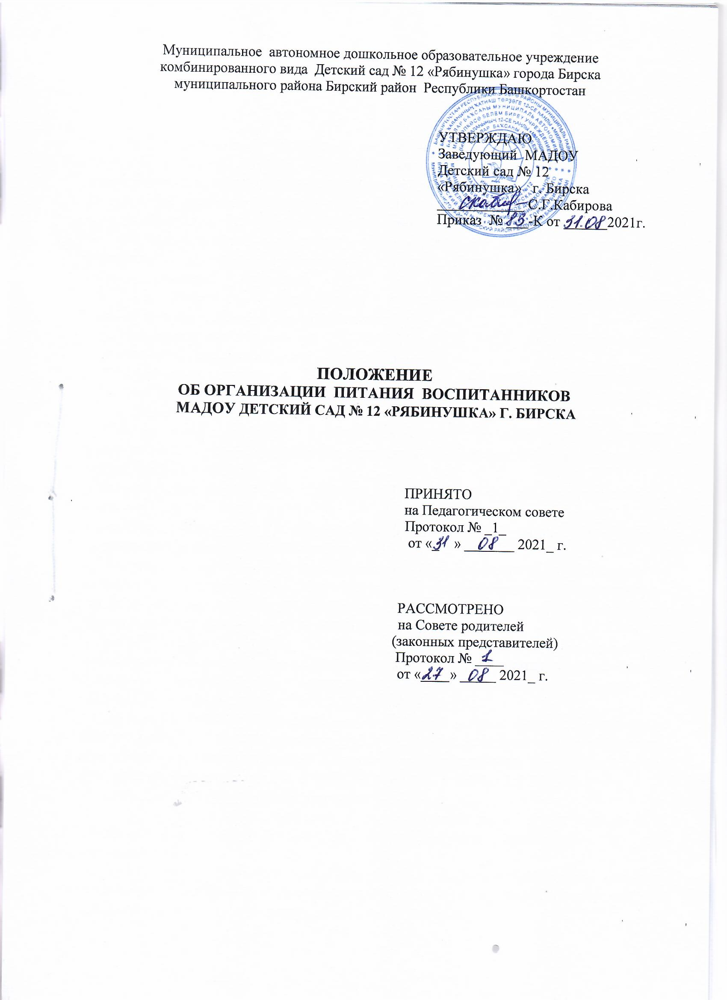 Муниципальное автономное дошкольное образовательное учреждение
комбинированного вида Детский сад № 12 «Рябинушка» города Бирска
муниципального района Бирский район Республики Башкортостан
УТВЕРЖДАЮ
Заведующий МАДОУ
Детский сад № 12
«Рябинушка» г. Бирска
____________ С.Г.Кабирова
Приказ № 83-К от 31.08 2021г.
ПОЛОЖЕНИЕ
ОБ ОРГАНИЗАЦИИ ПИТАНИЯ ВОСПИТАННИКОВ
МАДОУ ДЕТСКИЙ САД № 12 «РЯБИНУШКА» Г. БИРСКА
ПРИНЯТО
на Педагогическом совете
Протокол № _1_
от «31» 08 2021_ г.
РАССМОТРЕНО
на Совете родителей
(законных представителей)
Протокол № 1
от «27» 08 2021_ г.